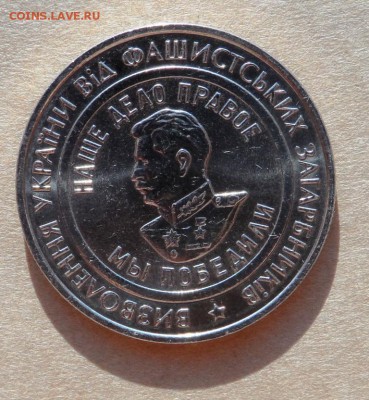 COINS.LAVE.RU
ВИЗВОЛЕННЯ УКРАЇНИ ВІД ФАШИСТСЬКИХ ЗАГАРБНИКІВ
НАШЕ ДЕЛО ПРАВОЕ
МЫ ПОБЕДИЛИ